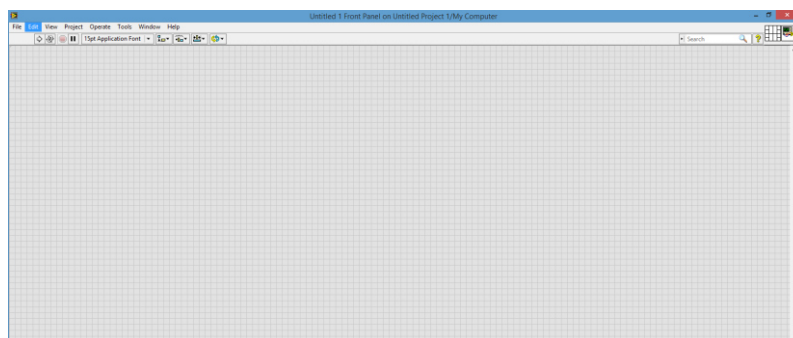 Untitled 1 Front Panel on Untitled Project 1/My Computer
File Edit View Project Operate Tools Window Help
15pt Application Font
Search